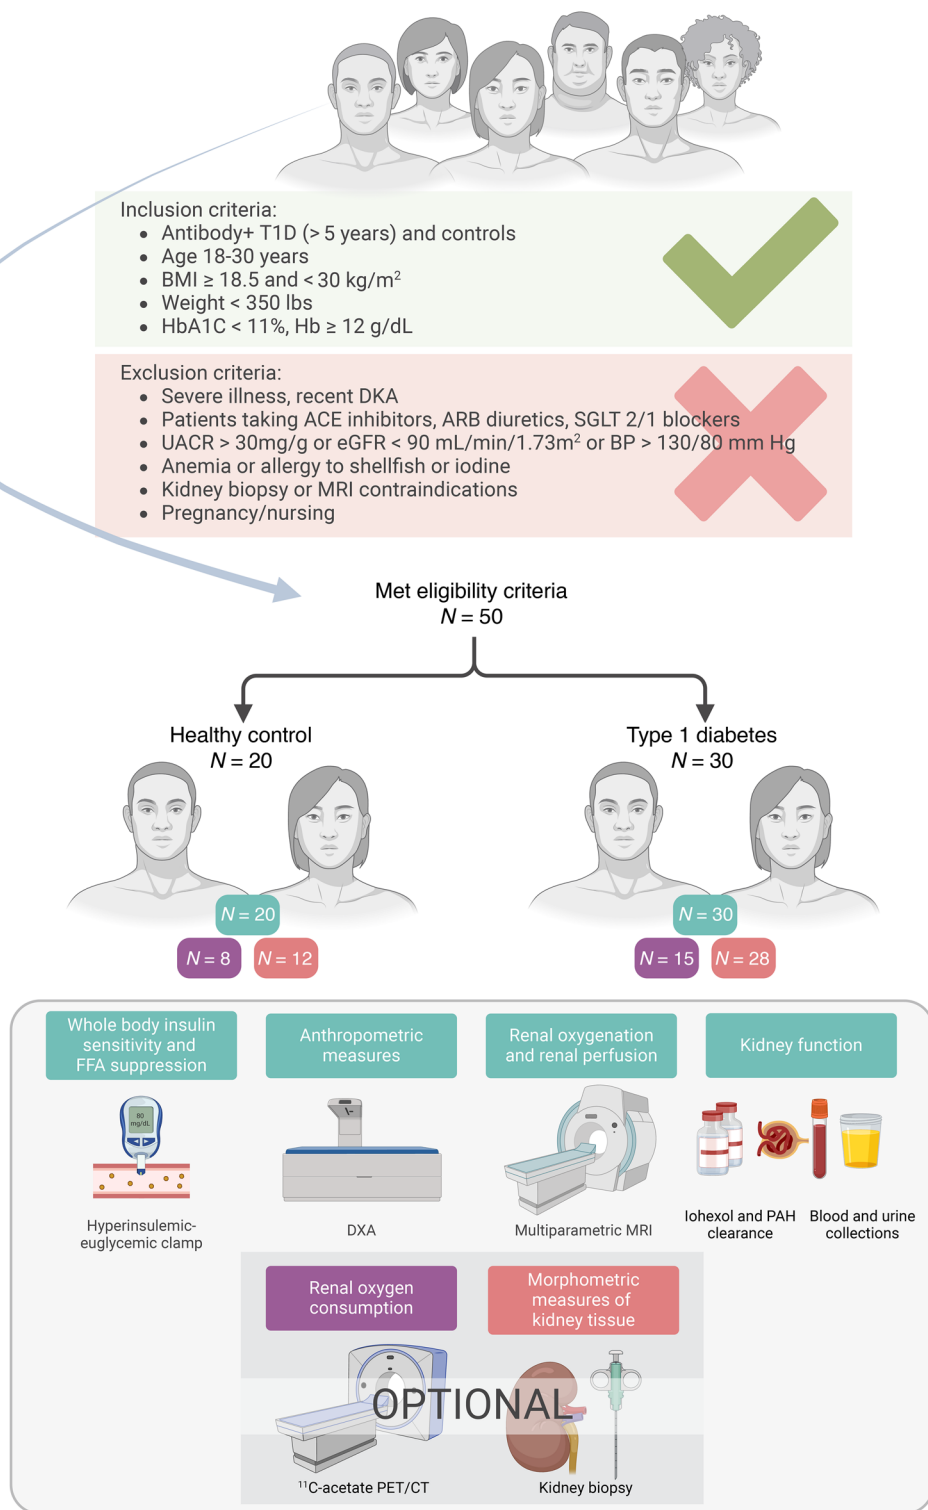 Inclusion criteria:
• Antibody+ T1D (> 5 years) and controls
• Age 18-30 years
• BMI ≥ 18.5 and < 30 kg/m²
• Weight < 350 lbs
• HbA1C < 11%, Hb ≥ 12 g/dL
Exclusion criteria:
• Severe illness, recent DKA
• Patients taking ACE inhibitors, ARB diuretics, SGLT 2/1 blockers
• UACR > 30mg/g or eGFR < 90 mL/min/1.73m² or BP > 130/80 mm Hg
• Anemia or allergy to shellfish or iodine
• Kidney biopsy or MRI contraindications
• Pregnancy/nursing
Met eligibility criteria
N = 50
Healthy control
N = 20
Type 1 diabetes
N = 30
N = 20
N = 8
N = 12
N = 30
N = 15
N = 28
Whole body insulin
sensitivity and
FFA suppression
Anthropometric
measures
Renal oxygenation
and renal perfusion
Kidney function
80
mg/dL
Hyperinsulemic-
euglycemic clamp
DXA
Multiparametric MRI
Iohexol and PAH
clearance
Blood and urine
collections
Renal oxygen
consumption
Morphometric
measures of
kidney tissue
OPTIONAL
¹¹C-acetate PET/CT
Kidney biopsy